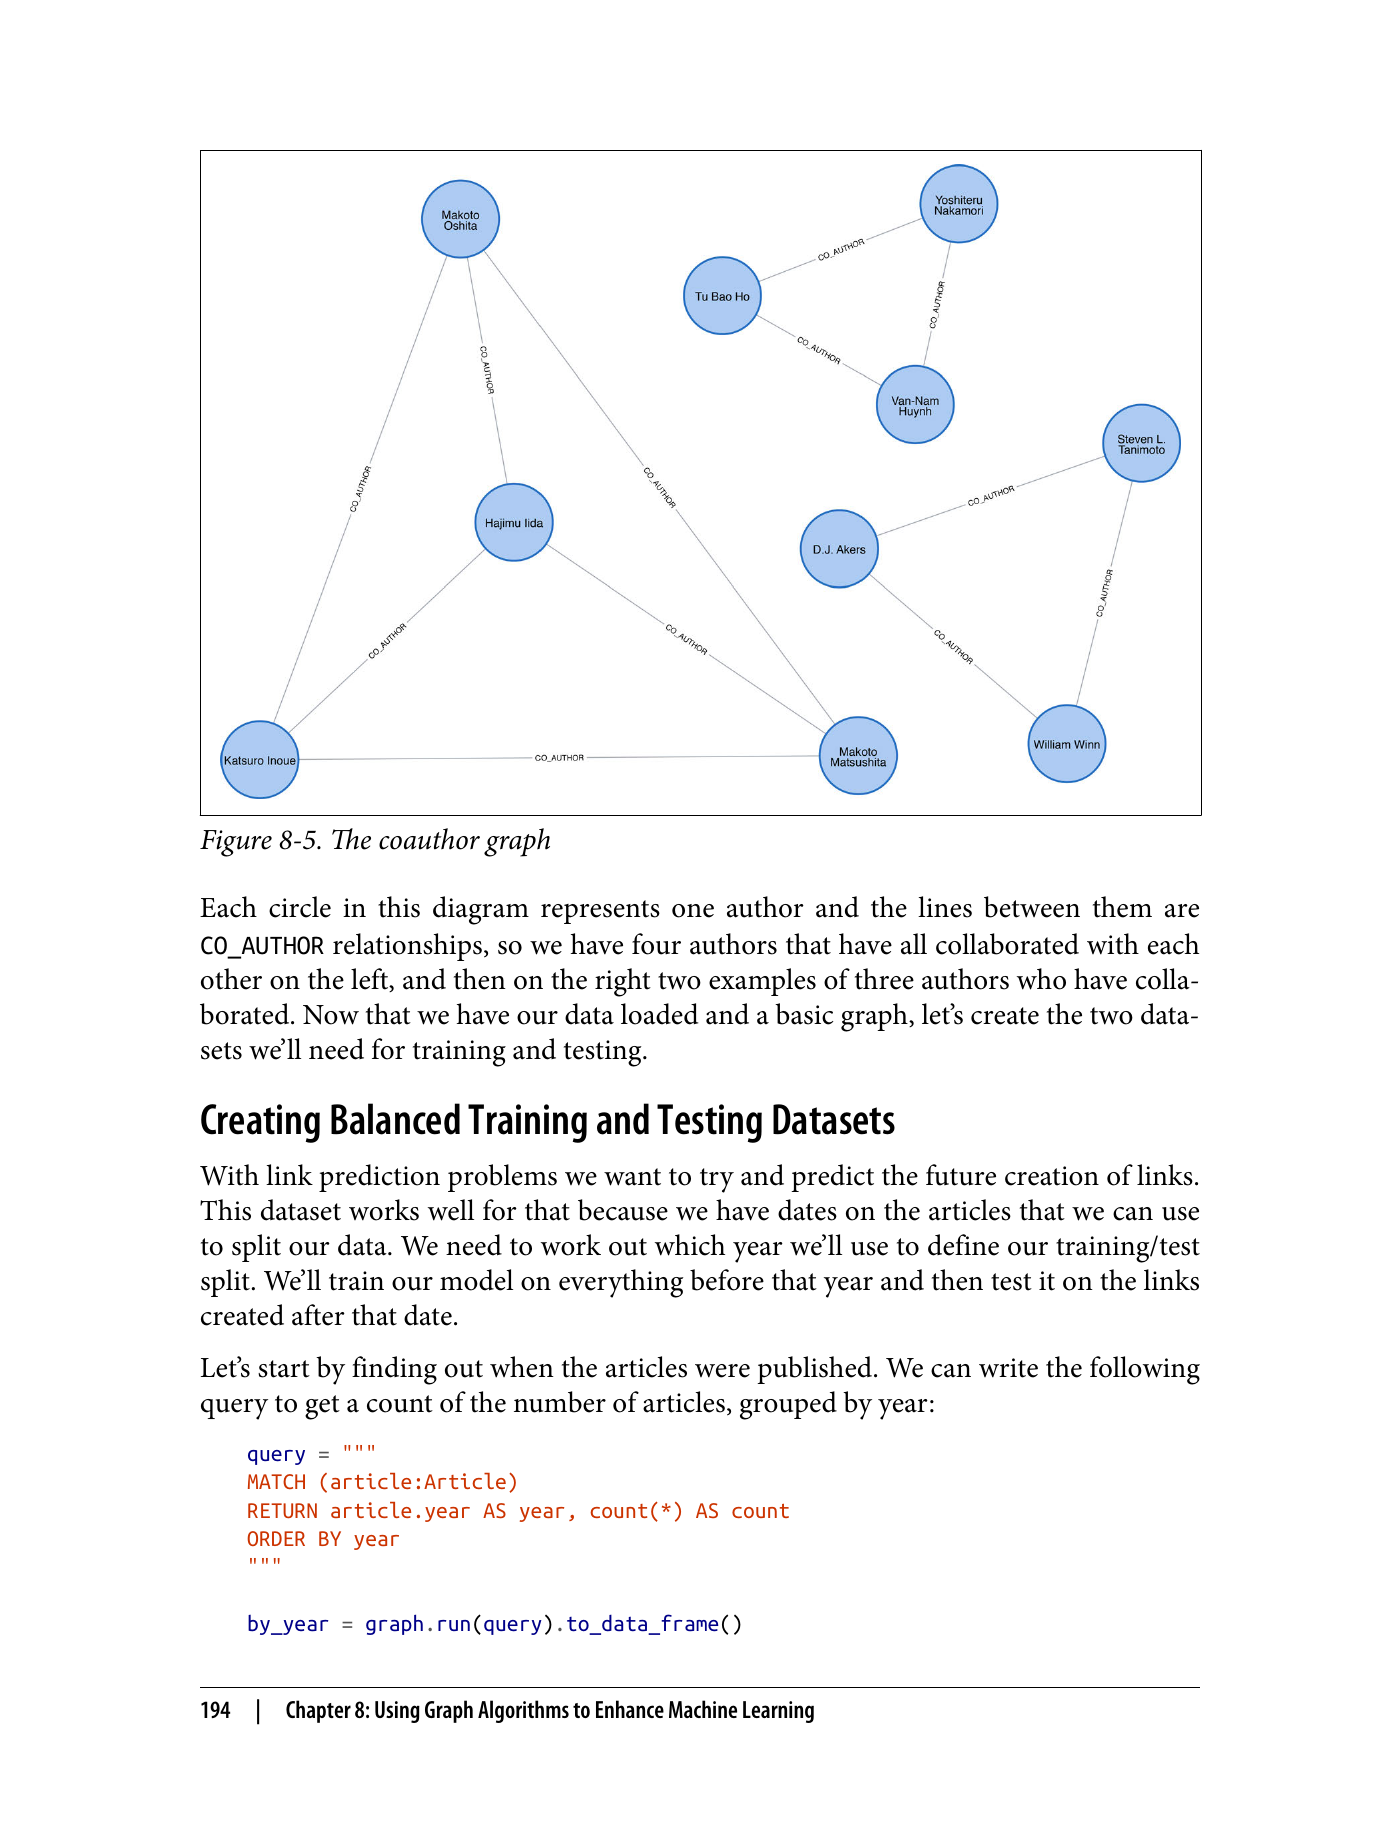 Makoto
Oshita
Yoshiteru
Nakamori
CO_AUTHOR
Tu Bao Ho
CO_AUTHOR
CO_AUTHOR
CO_AUTHOR
Van-Nam
Huynh
Steven L.
Tanimoto
CO_AUTHOR
CO_AUTHOR
CO_AUTHOR
Hajimu Iida
D.J. Akers
CO_AUTHOR
CO_AUTHOR
CO_AUTHOR
CO_AUTHOR
William Winn
Katsuro Inoue
CO_AUTHOR
Makoto
Matsushita
Figure 8-5. The coauthor graph
Each circle in this diagram represents one author and the lines between them are
CO_AUTHOR relationships, so we have four authors that have all collaborated with each
other on the left, and then on the right two examples of three authors who have colla‐
borated. Now that we have our data loaded and a basic graph, let’s create the two data‐
sets we’ll need for training and testing.
Creating Balanced Training and Testing Datasets
With link prediction problems we want to try and predict the future creation of links.
This dataset works well for that because we have dates on the articles that we can use
to split our data. We need to work out which year we’ll use to define our training/test
split. We’ll train our model on everything before that year and then test it on the links
created after that date.
Let’s start by finding out when the articles were published. We can write the following
query to get a count of the number of articles, grouped by year:
query = """
MATCH (article:Article)
RETURN article.year AS year, count(*) AS count
ORDER BY year
"""
by_year = graph.run(query).to_data_frame()
194 | Chapter 8: Using Graph Algorithms to Enhance Machine Learning